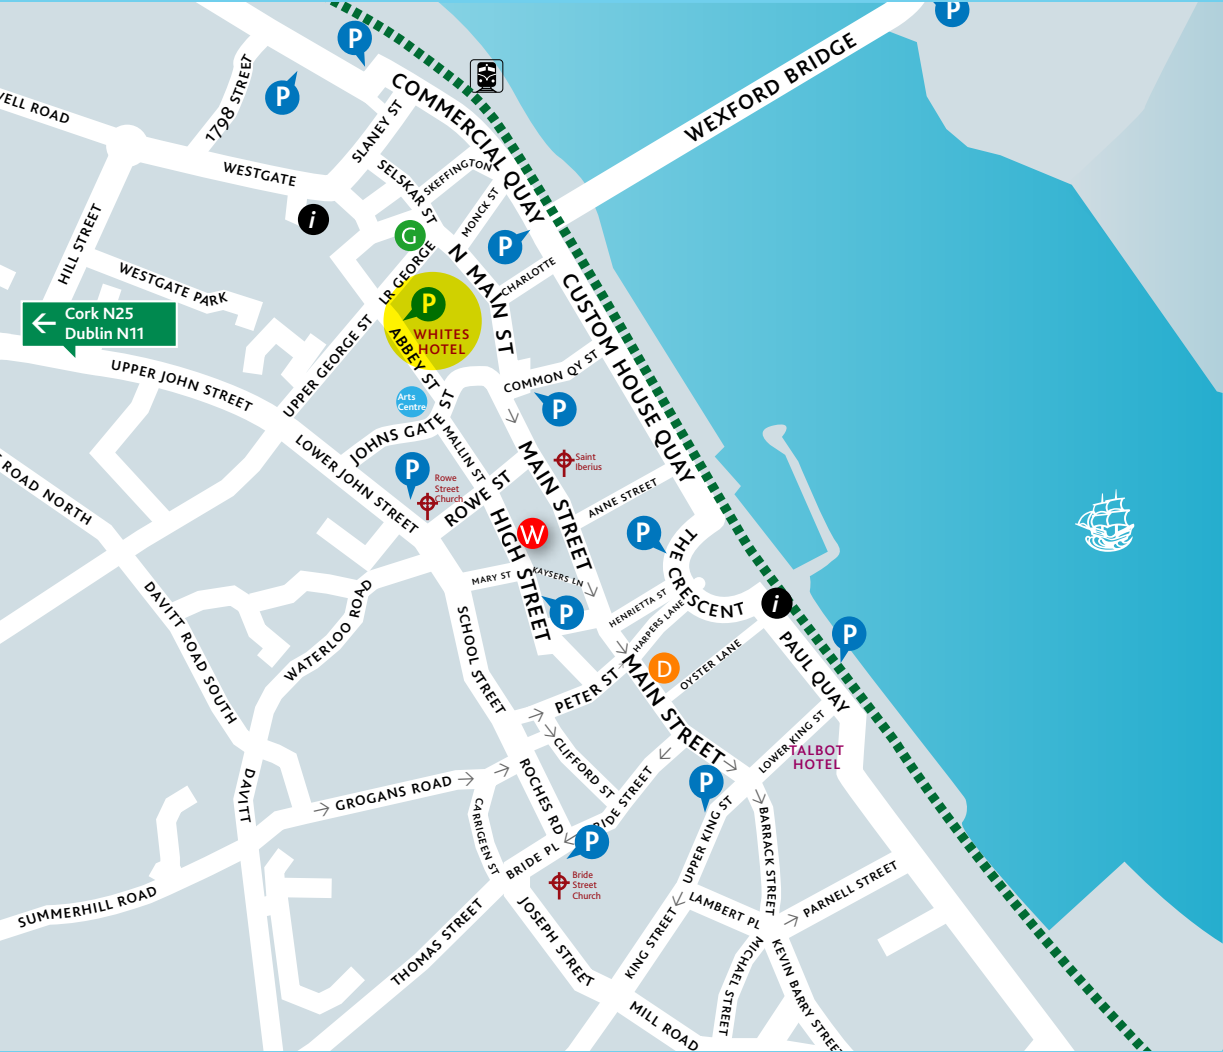 P
P
P
COMMERCIAL QUAY
WEXFORD BRIDGE
1798 STREET
SLANEY ST
WESTGATE
SELSKAR ST
SKEFFINGTON
MONCK ST
i
G
P
HILL STREET
WESTGATE PARK
LR GEORGE
N MAIN ST
CHARLOTTE
CUSTOM HOUSE QUAY
Cork N25
Dublin N11
P
WHITES
HOTEL
ABBEY ST
UPPER GEORGE ST
UPPER JOHN STREET
COMMON QY ST
Arts
Centre
P
JOHNS GATE ST
MALLIN ST
LOWER JOHN STREET
P
Rowe
Street
Church
ROWE ST
MAIN STREET
Saint
Iberius
ANNE STREET
ROAD NORTH
HIGH STREET
W
P
THE CRESCENT
MARY ST
KAYSERS LN
P
HENRIETTA ST
HARPERS LANE
i
DAVITT ROAD SOUTH
WATERLOO ROAD
SCHOOL STREET
PETER ST
MAIN STREET
D
OYSTER LANE
PAUL QUAY
P
LOWER KING ST
TALBOT
HOTEL
DAVITT
GROGANS ROAD
CLIFFORD ST
ROCHES RD
BRIDE STREET
P
UPPER KING ST
BARRACK STREET
CARRIGEEN ST
BRIDE PL
P
Bride
Street
Church
SUMMERHILL ROAD
THOMAS STREET
JOSEPH STREET
KING STREET
LAMBERT PL
PARNELL STREET
MICHAEL STREET
KEVIN BARRY STREET
MILL ROAD